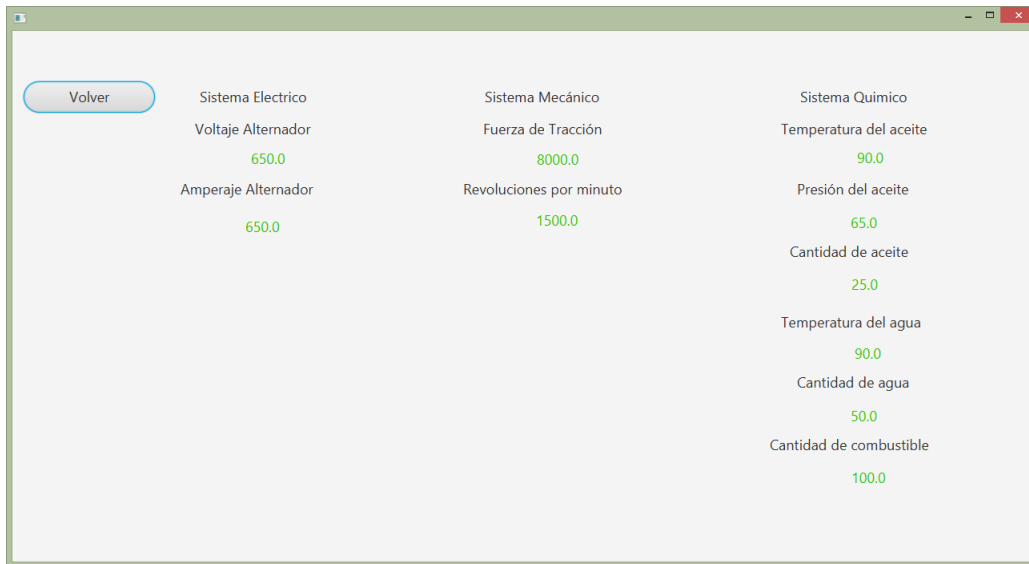 Volver
Sistema Electrico
Sistema Mecánico
Sistema Quimico
Voltaje Alternador
Fuerza de Tracción
Temperatura del aceite
650.0
8000.0
90.0
Amperaje Alternador
Revoluciones por minuto
Presión del aceite
650.0
1500.0
65.0
Cantidad de aceite
25.0
Temperatura del agua
90.0
Cantidad de agua
50.0
Cantidad de combustible
100.0